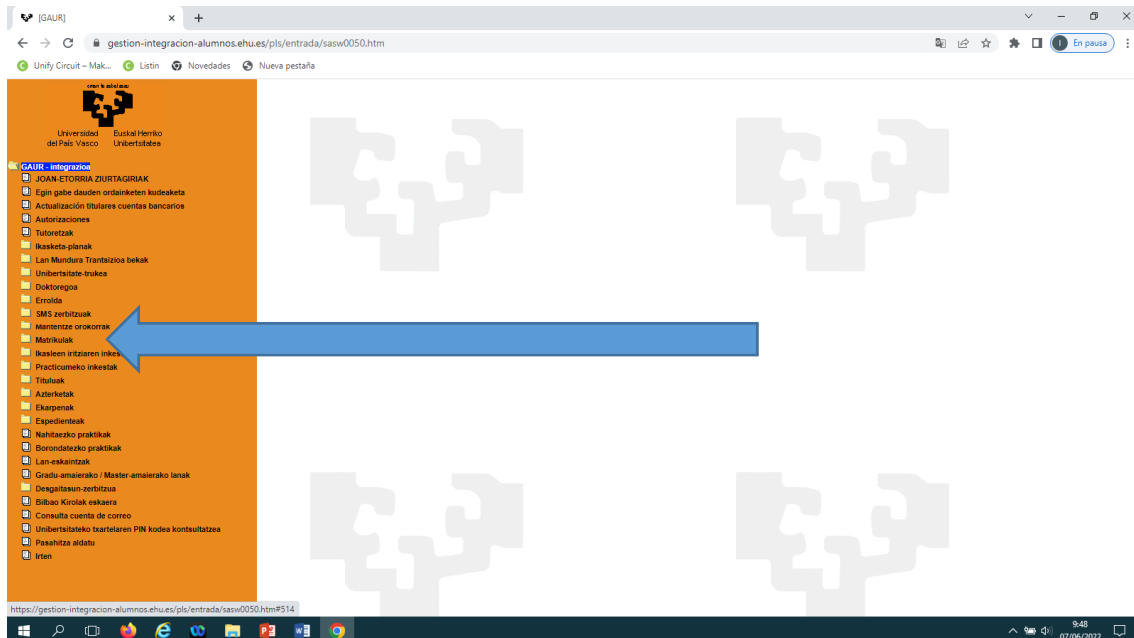 [GAUR]
gestion-integracion-alumnos.ehu.es/pls/entrada/sasw0050.htm
En pausa
Unify Circuit – Mak...
Listin
Novedades
Nueva pestaña
eman ta zabal zazu
Universidad Euskal Herriko
del País Vasco Unibertsitatea
GAUR - integrazioa
JOAN-ETORRIA ZIURTAGIRIAK
Egin gabe dauden ordainketen kudeaketa
Actualización titulares cuentas bancarios
Autorizaciones
Tutoretzak
Ikasketa-planak
Lan Mundura Trantsizioa bekak
Unibertsitate-trukea
Doktoregoa
Errolda
SMS zerbitzuak
Mantentze orokorrak
Matrikulak
Ikasleen iritziaren inkes
Practicumeko inkestak
Tituluak
Azterketak
Ekarpenak
Espedienteak
Nahitaezko praktikak
Borondatezko praktikak
Lan-eskaintzak
Gradu-amaierako / Master-amaierako lanak
Desgaitasun-zerbitzua
Bilbao Kirolak eskaera
Consulta cuenta de correo
Unibertsitateko txartelaren PIN kodea kontsultatzea
Pasahitza aldatu
Irten
https://gestion-integracion-alumnos.ehu.es/pls/entrada/sasw0050.htm#514
9:48
07/06/2022